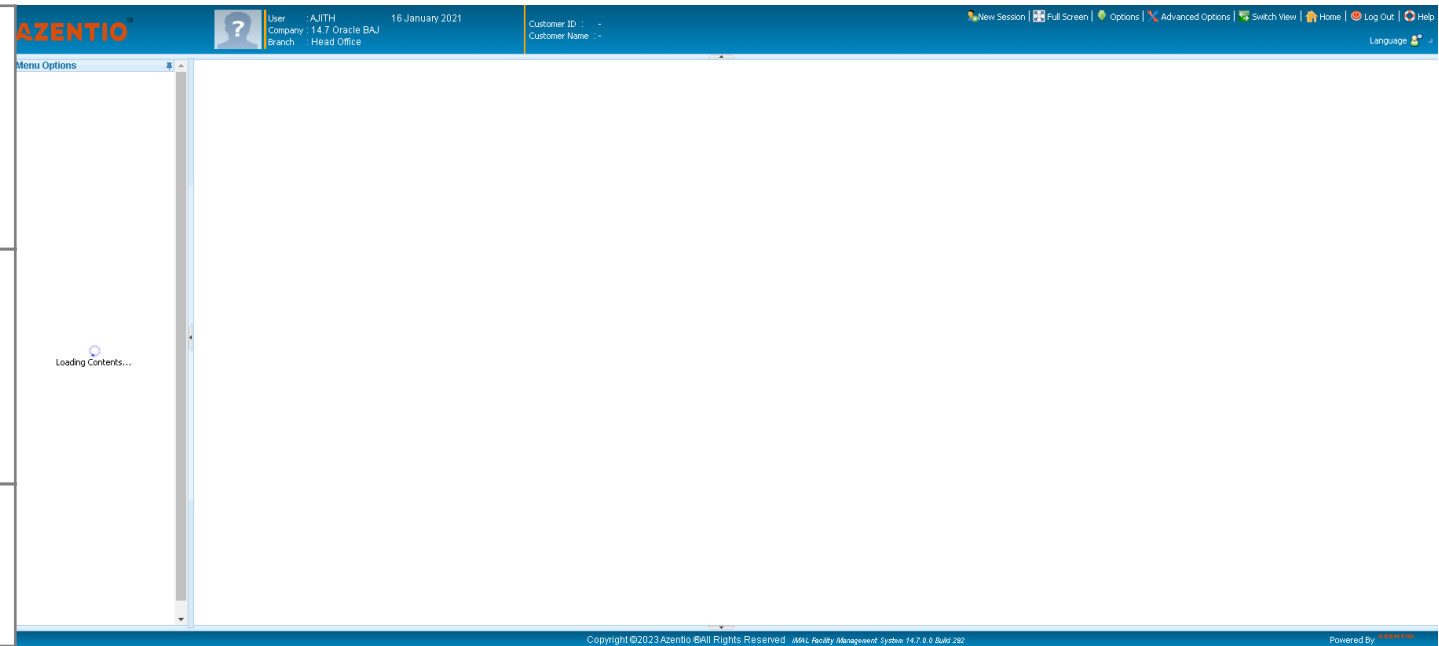 AZENTIO™
User : AJITH 16 January 2021
Company : 14.7 Oracle BAJ
Branch : Head Office
Customer ID : -
Customer Name : -
New Session | Full Screen | Options | Advanced Options | Switch View | Home | Log Out | Help
Language
Menu Options
Loading Contents...
Copyright ©2023 Azentio ®All Rights Reserved IMAL Facility Management System 14.7.0.0 Build 292
Powered By AZENTIO